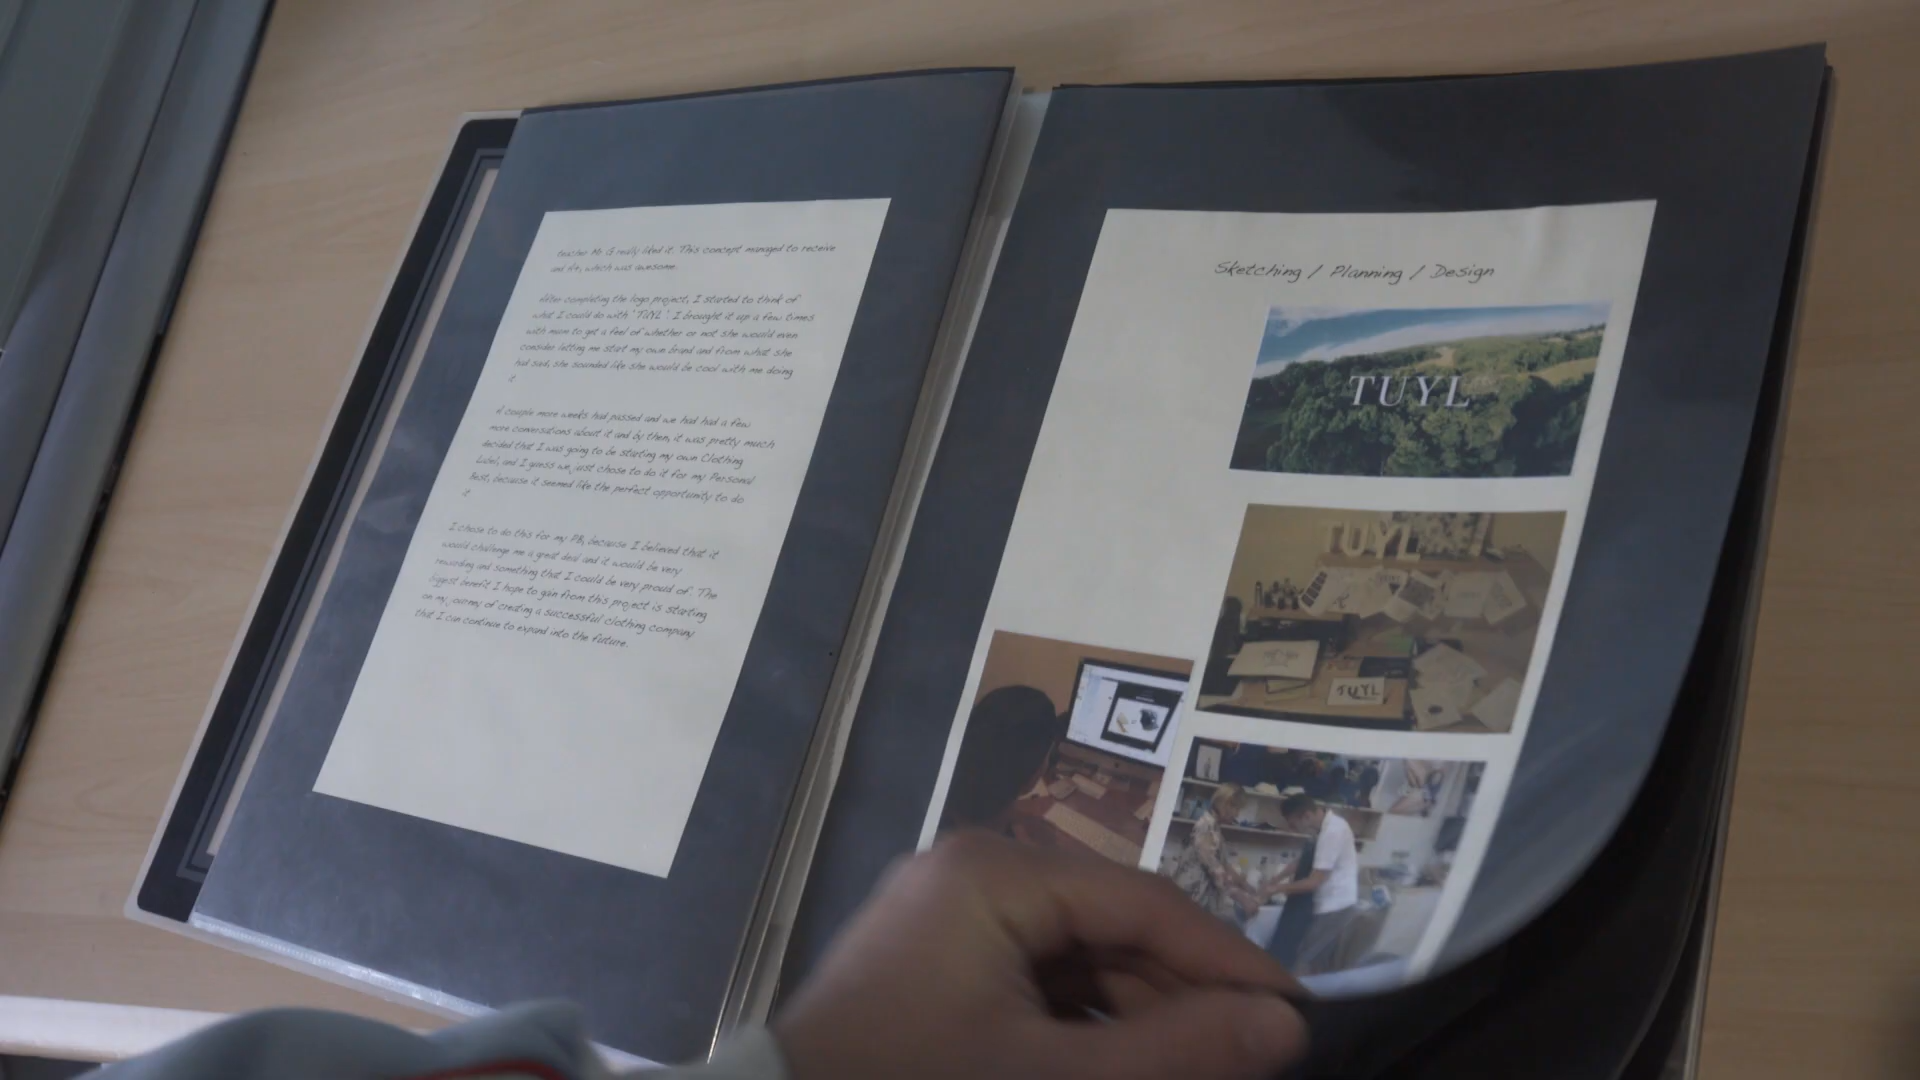 teacher Mr G really liked it. This concept managed to receive
and A+, which was awesome.
After completing the logo project, I started to think of
what I could do with 'TUYL'. I brought it up a few times
with mum to get a feel of whether or not she would even
consider letting me start my own brand and from what she
had said, she sounded like she would be cool with me doing
it.
A couple more weeks had passed and we had had a few
more conversations about it and by then, it was pretty much
decided that I was going to be starting my own Clothing
Label, and I guess we just chose to do it for my Personal
Best, because it seemed like the perfect opportunity to do
it.
I chose to do this for my PB, because I believed that it
would challenge me a great deal and it would be very
rewarding and something that I could be very proud of. The
biggest benefit I hope to gain from this project is starting
on my journey of creating a successful clothing company
that I can continue to expand into the future.
Sketching / Planning / Design
TUYL
TUYL
TUYL